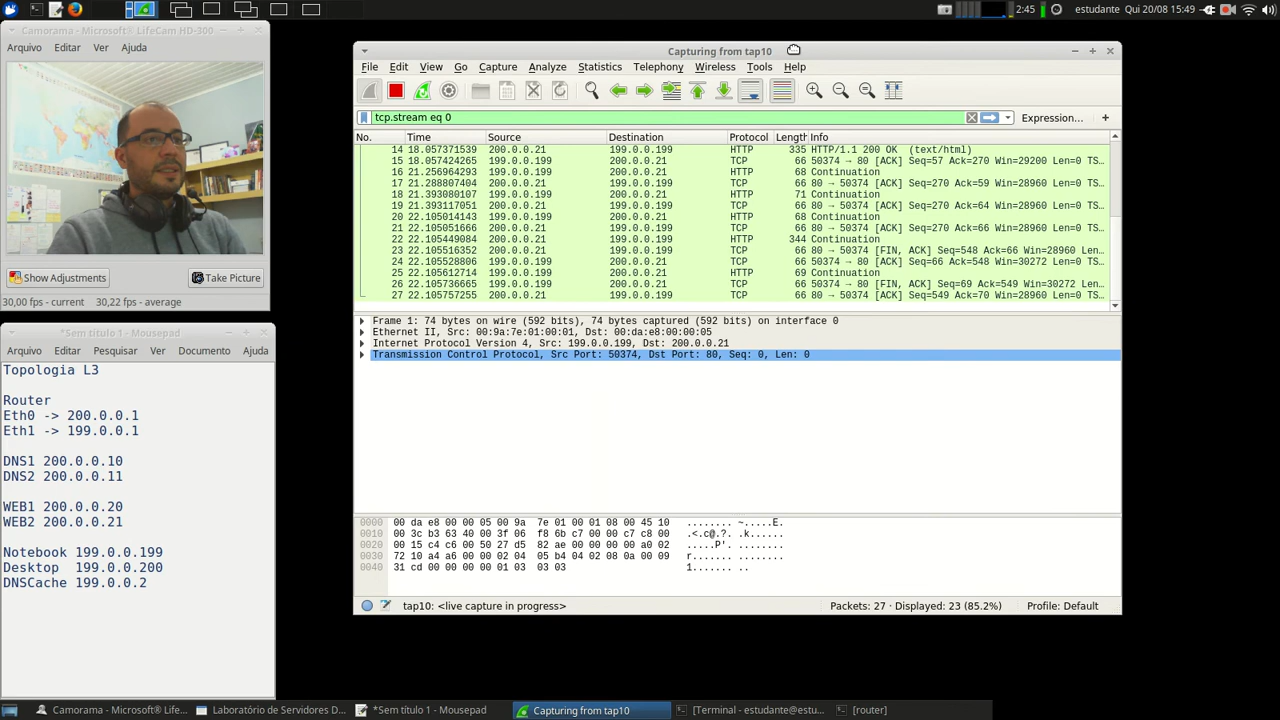 2:45 estudante Qui 20/08 15:49
Camorama - Microsoft® LifeCam HD-300
Arquivo Editar Ver Ajuda
Show Adjustments Take Picture
30,00 fps - current 30,22 fps - average
*Sem título 1 - Mousepad
Arquivo Editar Pesquisar Ver Documento Ajuda
Topologia L3
Router
Eth0 -> 200.0.0.1
Eth1 -> 199.0.0.1
DNS1 200.0.0.10
DNS2 200.0.0.11
WEB1 200.0.0.20
WEB2 200.0.0.21
Notebook 199.0.0.199
Desktop 199.0.0.200
DNSCache 199.0.0.2
Capturing from tap10
File Edit View Go Capture Analyze Statistics Telephony Wireless Tools Help
tcp.stream eq 0 Expression… +
No. Time Source Destination Protocol Length Info
14 18.057371539 200.0.0.21 199.0.0.199 HTTP 335 HTTP/1.1 200 OK (text/html)
15 18.057424265 199.0.0.199 200.0.0.21 TCP 66 50374 → 80 [ACK] Seq=57 Ack=270 Win=29200 Len=0 TS…
16 21.256964293 199.0.0.199 200.0.0.21 HTTP 68 Continuation
17 21.288807404 200.0.0.21 199.0.0.199 TCP 66 80 → 50374 [ACK] Seq=270 Ack=59 Win=28960 Len=0 TS…
18 21.393080107 199.0.0.199 200.0.0.21 HTTP 71 Continuation
19 21.393117051 200.0.0.21 199.0.0.199 TCP 66 80 → 50374 [ACK] Seq=270 Ack=64 Win=28960 Len=0 TS…
20 22.105014143 199.0.0.199 200.0.0.21 HTTP 68 Continuation
21 22.105051666 200.0.0.21 199.0.0.199 TCP 66 80 → 50374 [ACK] Seq=270 Ack=66 Win=28960 Len=0 TS…
22 22.105449084 200.0.0.21 199.0.0.199 HTTP 344 Continuation
23 22.105516352 200.0.0.21 199.0.0.199 TCP 66 80 → 50374 [FIN, ACK] Seq=548 Ack=66 Win=28960 Len…
24 22.105528806 199.0.0.199 200.0.0.21 TCP 66 50374 → 80 [ACK] Seq=66 Ack=548 Win=30272 Len=0 TS…
25 22.105612714 199.0.0.199 200.0.0.21 HTTP 69 Continuation
26 22.105736665 199.0.0.199 200.0.0.21 TCP 66 50374 → 80 [FIN, ACK] Seq=69 Ack=549 Win=30272 Len…
27 22.105757255 200.0.0.21 199.0.0.199 TCP 66 80 → 50374 [ACK] Seq=549 Ack=70 Win=28960 Len=0 TS…
Frame 1: 74 bytes on wire (592 bits), 74 bytes captured (592 bits) on interface 0
Ethernet II, Src: 00:9a:7e:01:00:01, Dst: 00:da:e8:00:00:05
Internet Protocol Version 4, Src: 199.0.0.199, Dst: 200.0.0.21
Transmission Control Protocol, Src Port: 50374, Dst Port: 80, Seq: 0, Len: 0
0000 00 da e8 00 00 05 00 9a 7e 01 00 01 08 00 45 10 ........ ~.....E.
0010 00 3c b3 63 40 00 3f 06 f6 6b c7 00 00 c7 c8 00 .<.c@.?. .k......
0020 00 15 c4 c6 00 50 27 d5 82 ae 00 00 00 00 a0 02 .....P'. ........
0030 72 10 a4 a6 00 00 02 04 05 b4 04 02 08 0a 00 09 r....... ........
0040 31 cd 00 00 00 00 01 03 03 03 1....... ..
tap10: <live capture in progress> Packets: 27 · Displayed: 23 (85.2%) Profile: Default
Camorama - Microsoft® Life… Laboratório de Servidores D… *Sem título 1 - Mousepad Capturing from tap10 [Terminal - estudante@estu… [router]